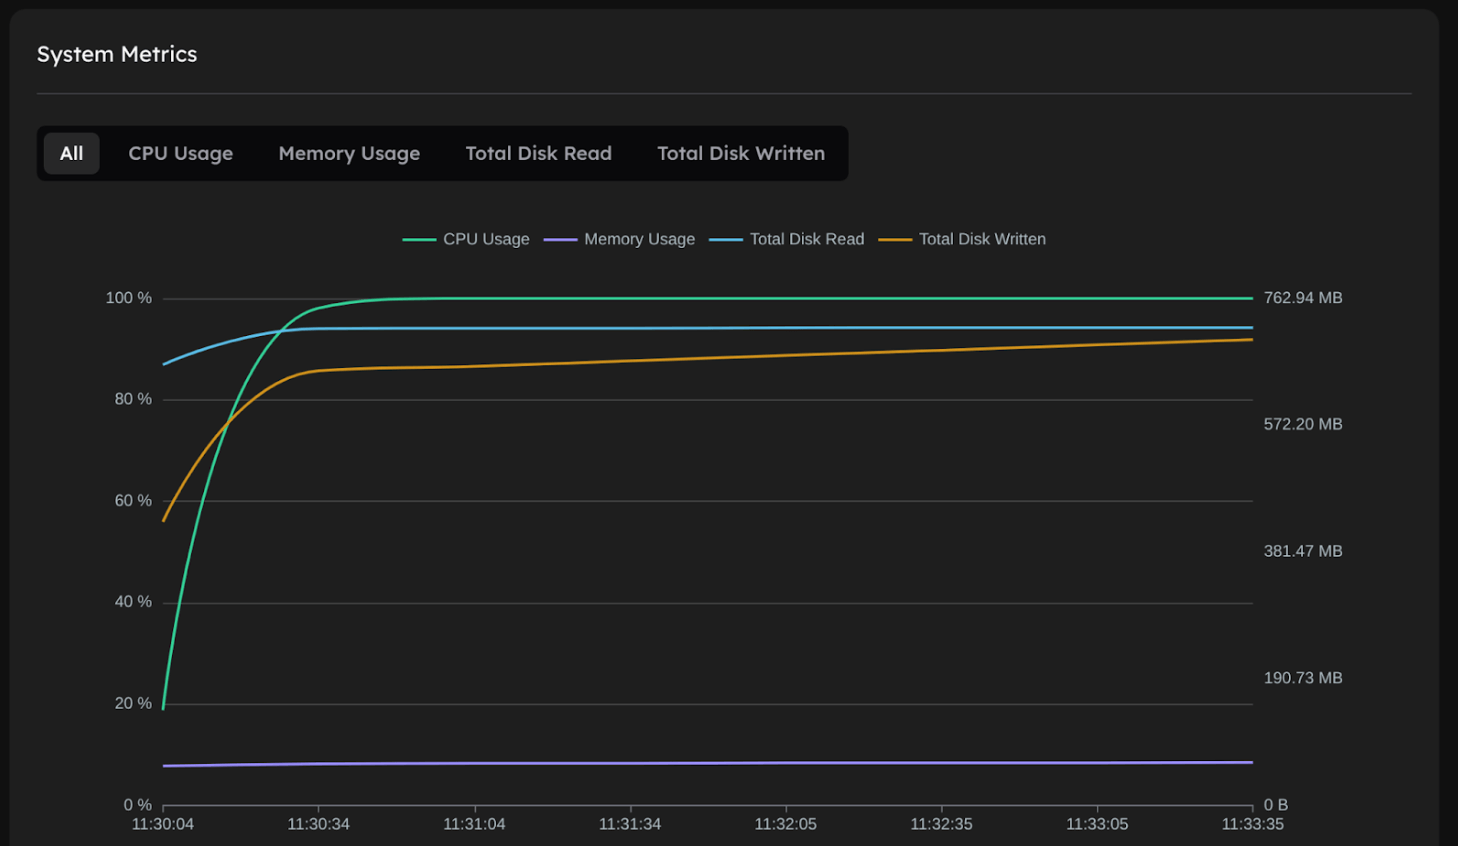 System Metrics
All CPU Usage Memory Usage Total Disk Read Total Disk Written
CPU Usage Memory Usage Total Disk Read Total Disk Written
100 % 762.94 MB
80 %
572.20 MB
60 %
381.47 MB
40 %
190.73 MB
20 %
0 % 0 B
11:30:04 11:30:34 11:31:04 11:31:34 11:32:05 11:32:35 11:33:05 11:33:35